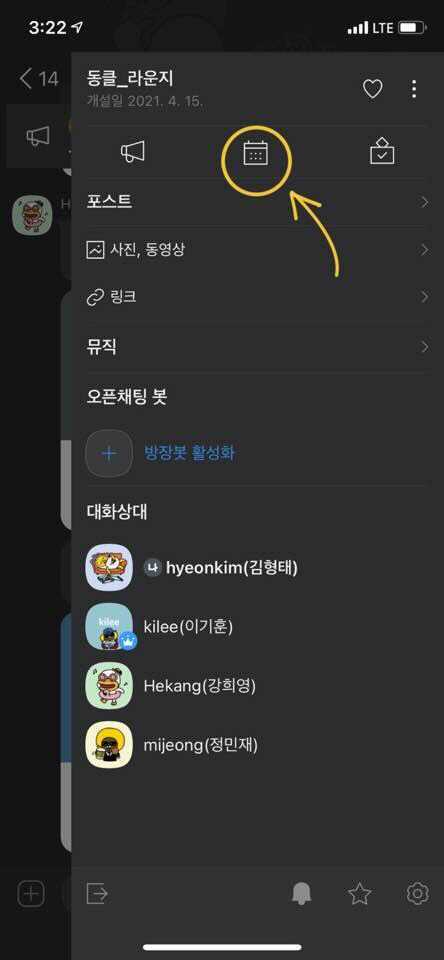 3:22
LTE
14
동클_라운지
개설일 2021. 4. 15.
He
포스트
사진, 동영상
링크
뮤직
오픈채팅 봇
방장봇 활성화
대화상대
나 hyeonkim(김형태)
kilee
kilee(이기훈)
Hekang(강희영)
mijeong(정민재)